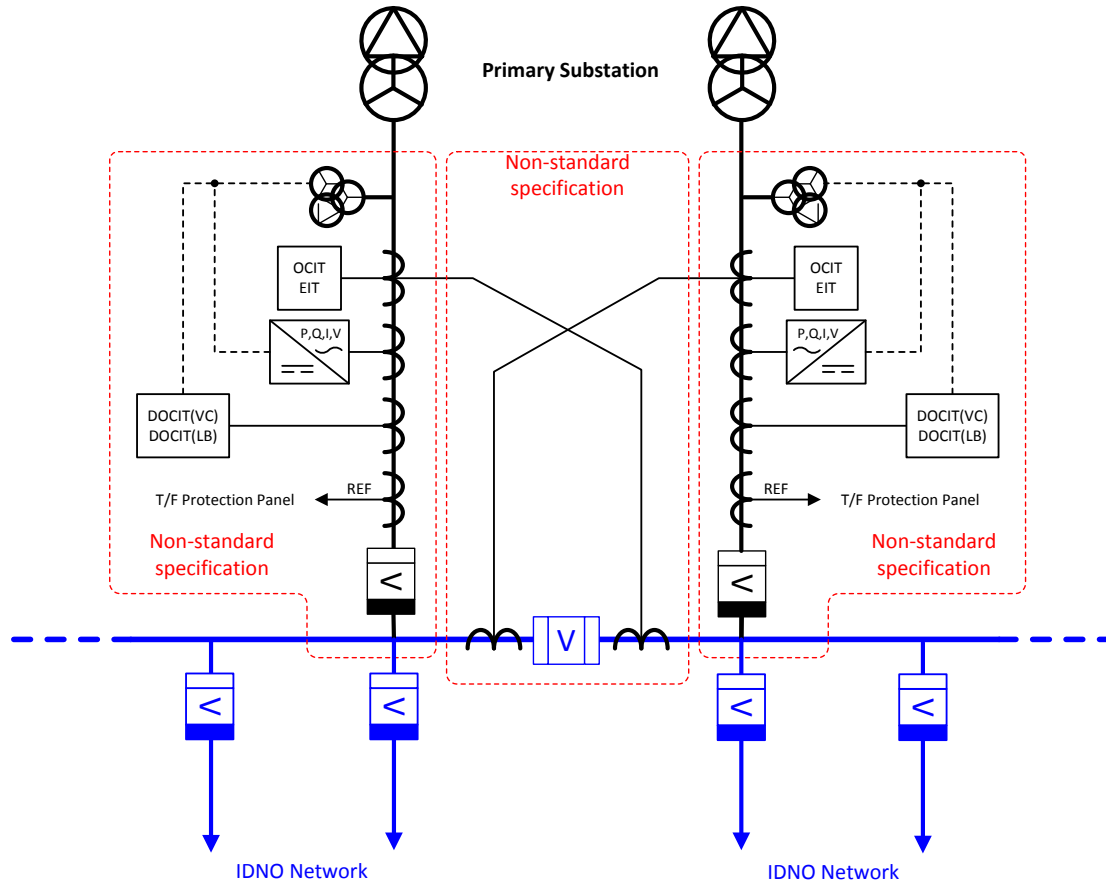 Primary Substation
Non-standard
specification
OCIT
EIT
OCIT
EIT
P,Q,I,V
P,Q,I,V
DOCIT(VC)
DOCIT(LB)
DOCIT(VC)
DOCIT(LB)
T/F Protection Panel
REF
REF
T/F Protection Panel
Non-standard
specification
Non-standard
specification
V
V
V
V
V
V
V
IDNO Network
IDNO Network